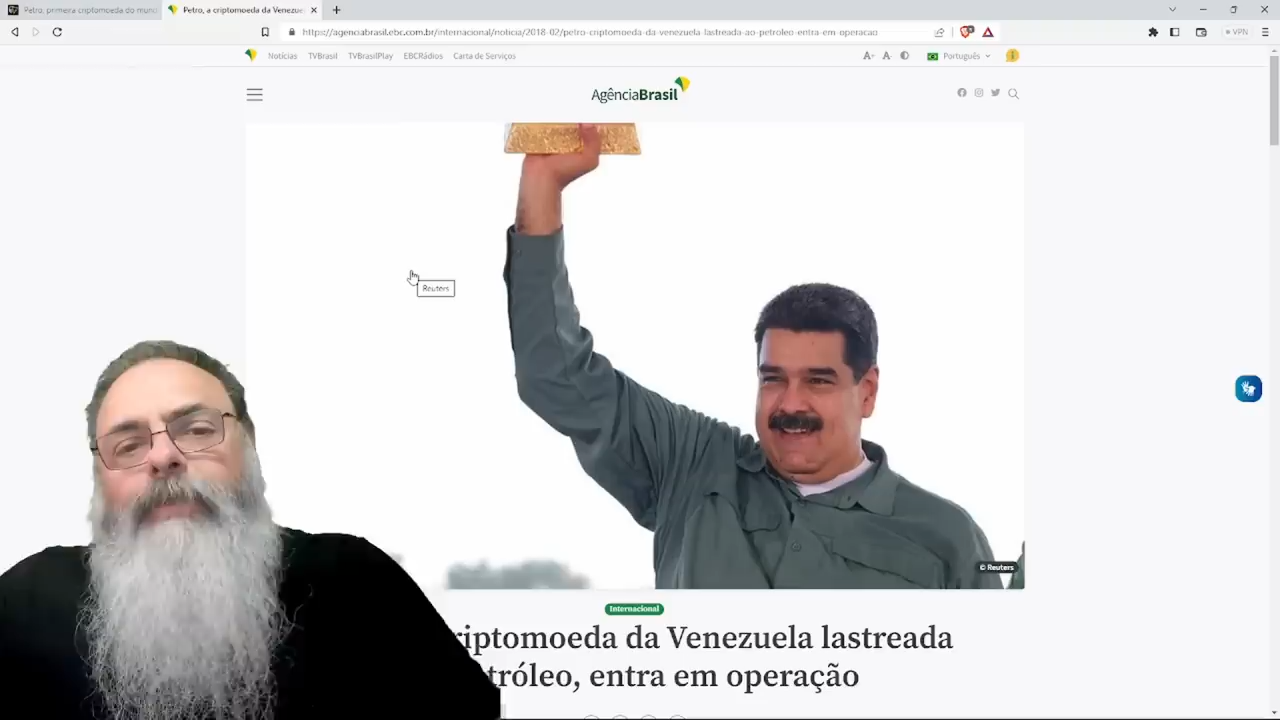 Petro, primeira criptomoeda do mund
Petro, a criptomoeda da Venezue
https://agenciabrasil.ebc.com.br/internacional/noticia/2018-02/petro-criptomoeda-da-venezuela-lastreada-ao-petroleo-entra-em-operacao
VPN
Notícias TVBrasil TVBrasilPlay EBCRádios Carta de Serviços
A+ A- Português
AgênciaBrasil
Reuters
© Reuters
Internacional
riptomoeda da Venezuela lastreada
tróleo, entra em operação